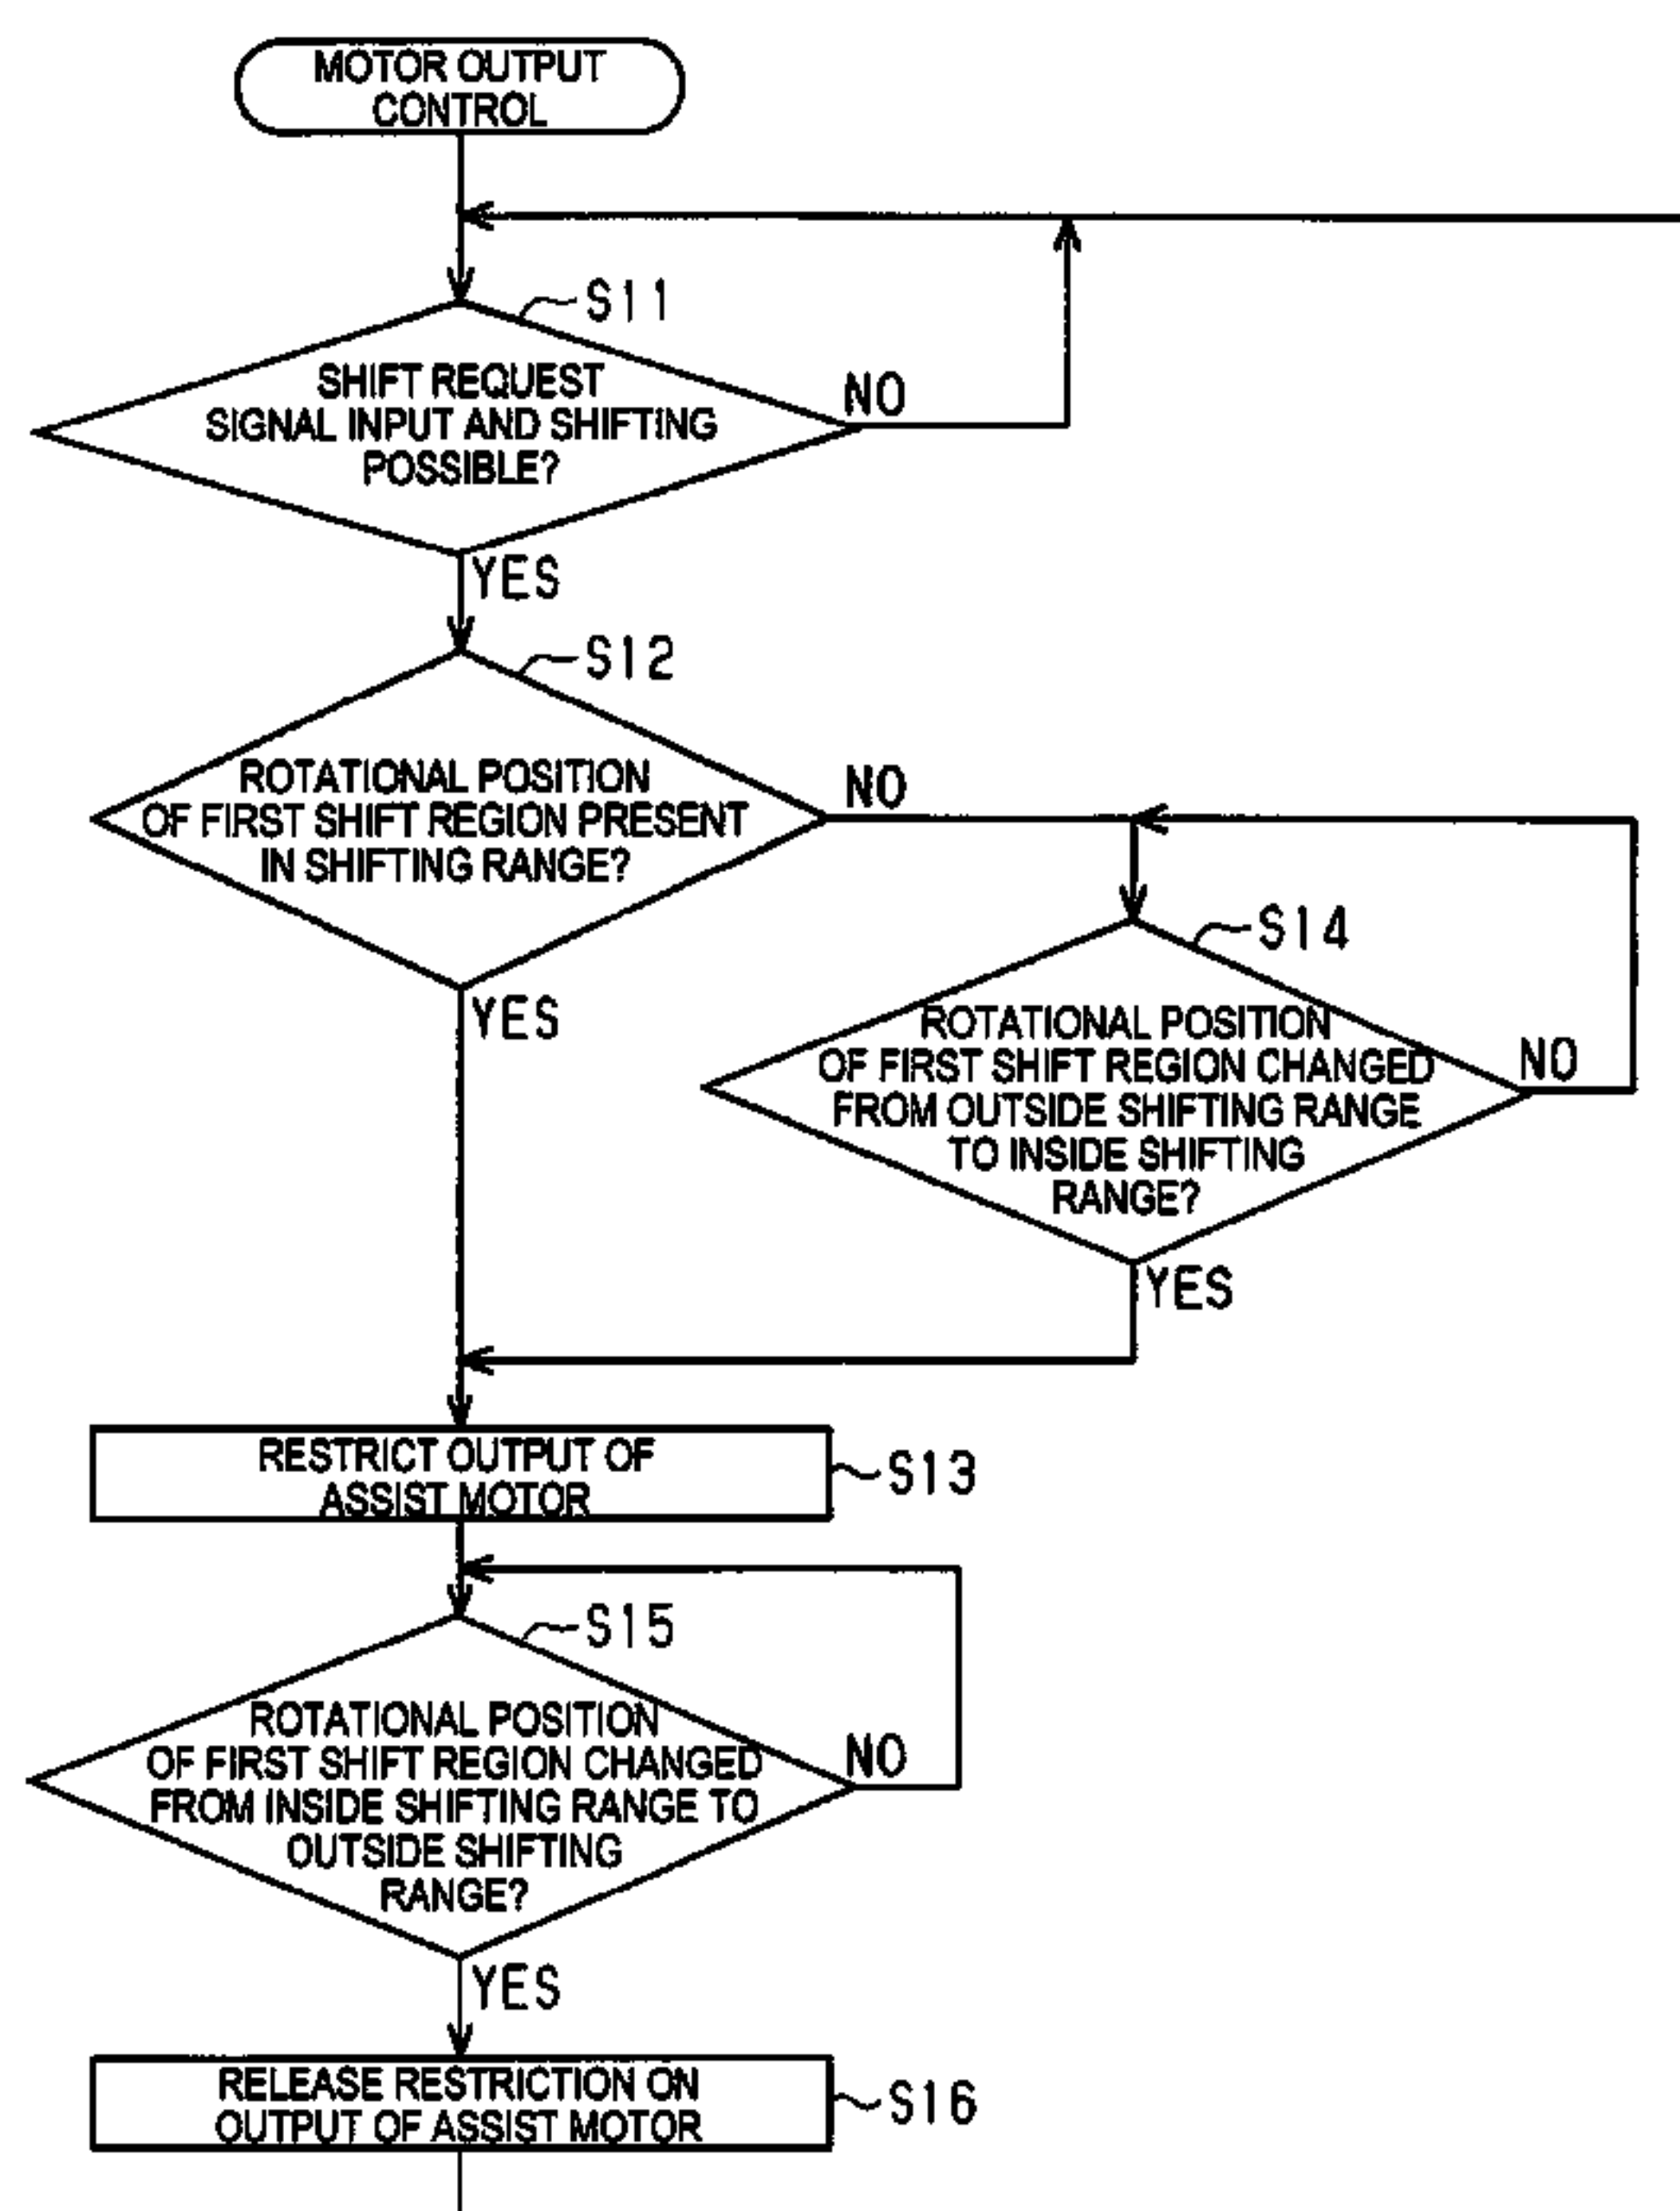 MOTOR OUTPUT
CONTROL
S11
SHIFT REQUEST
SIGNAL INPUT AND SHIFTING
POSSIBLE?
NO
YES
S12
ROTATIONAL POSITION
OF FIRST SHIFT REGION PRESENT
IN SHIFTING RANGE?
NO
YES
S14
ROTATIONAL POSITION
OF FIRST SHIFT REGION CHANGED
FROM OUTSIDE SHIFTING RANGE
TO INSIDE SHIFTING
RANGE?
NO
YES
RESTRICT OUTPUT OF
ASSIST MOTOR
S13
S15
ROTATIONAL POSITION
OF FIRST SHIFT REGION CHANGED
FROM INSIDE SHIFTING RANGE TO
OUTSIDE SHIFTING
RANGE?
NO
YES
RELEASE RESTRICTION ON
OUTPUT OF ASSIST MOTOR
S16